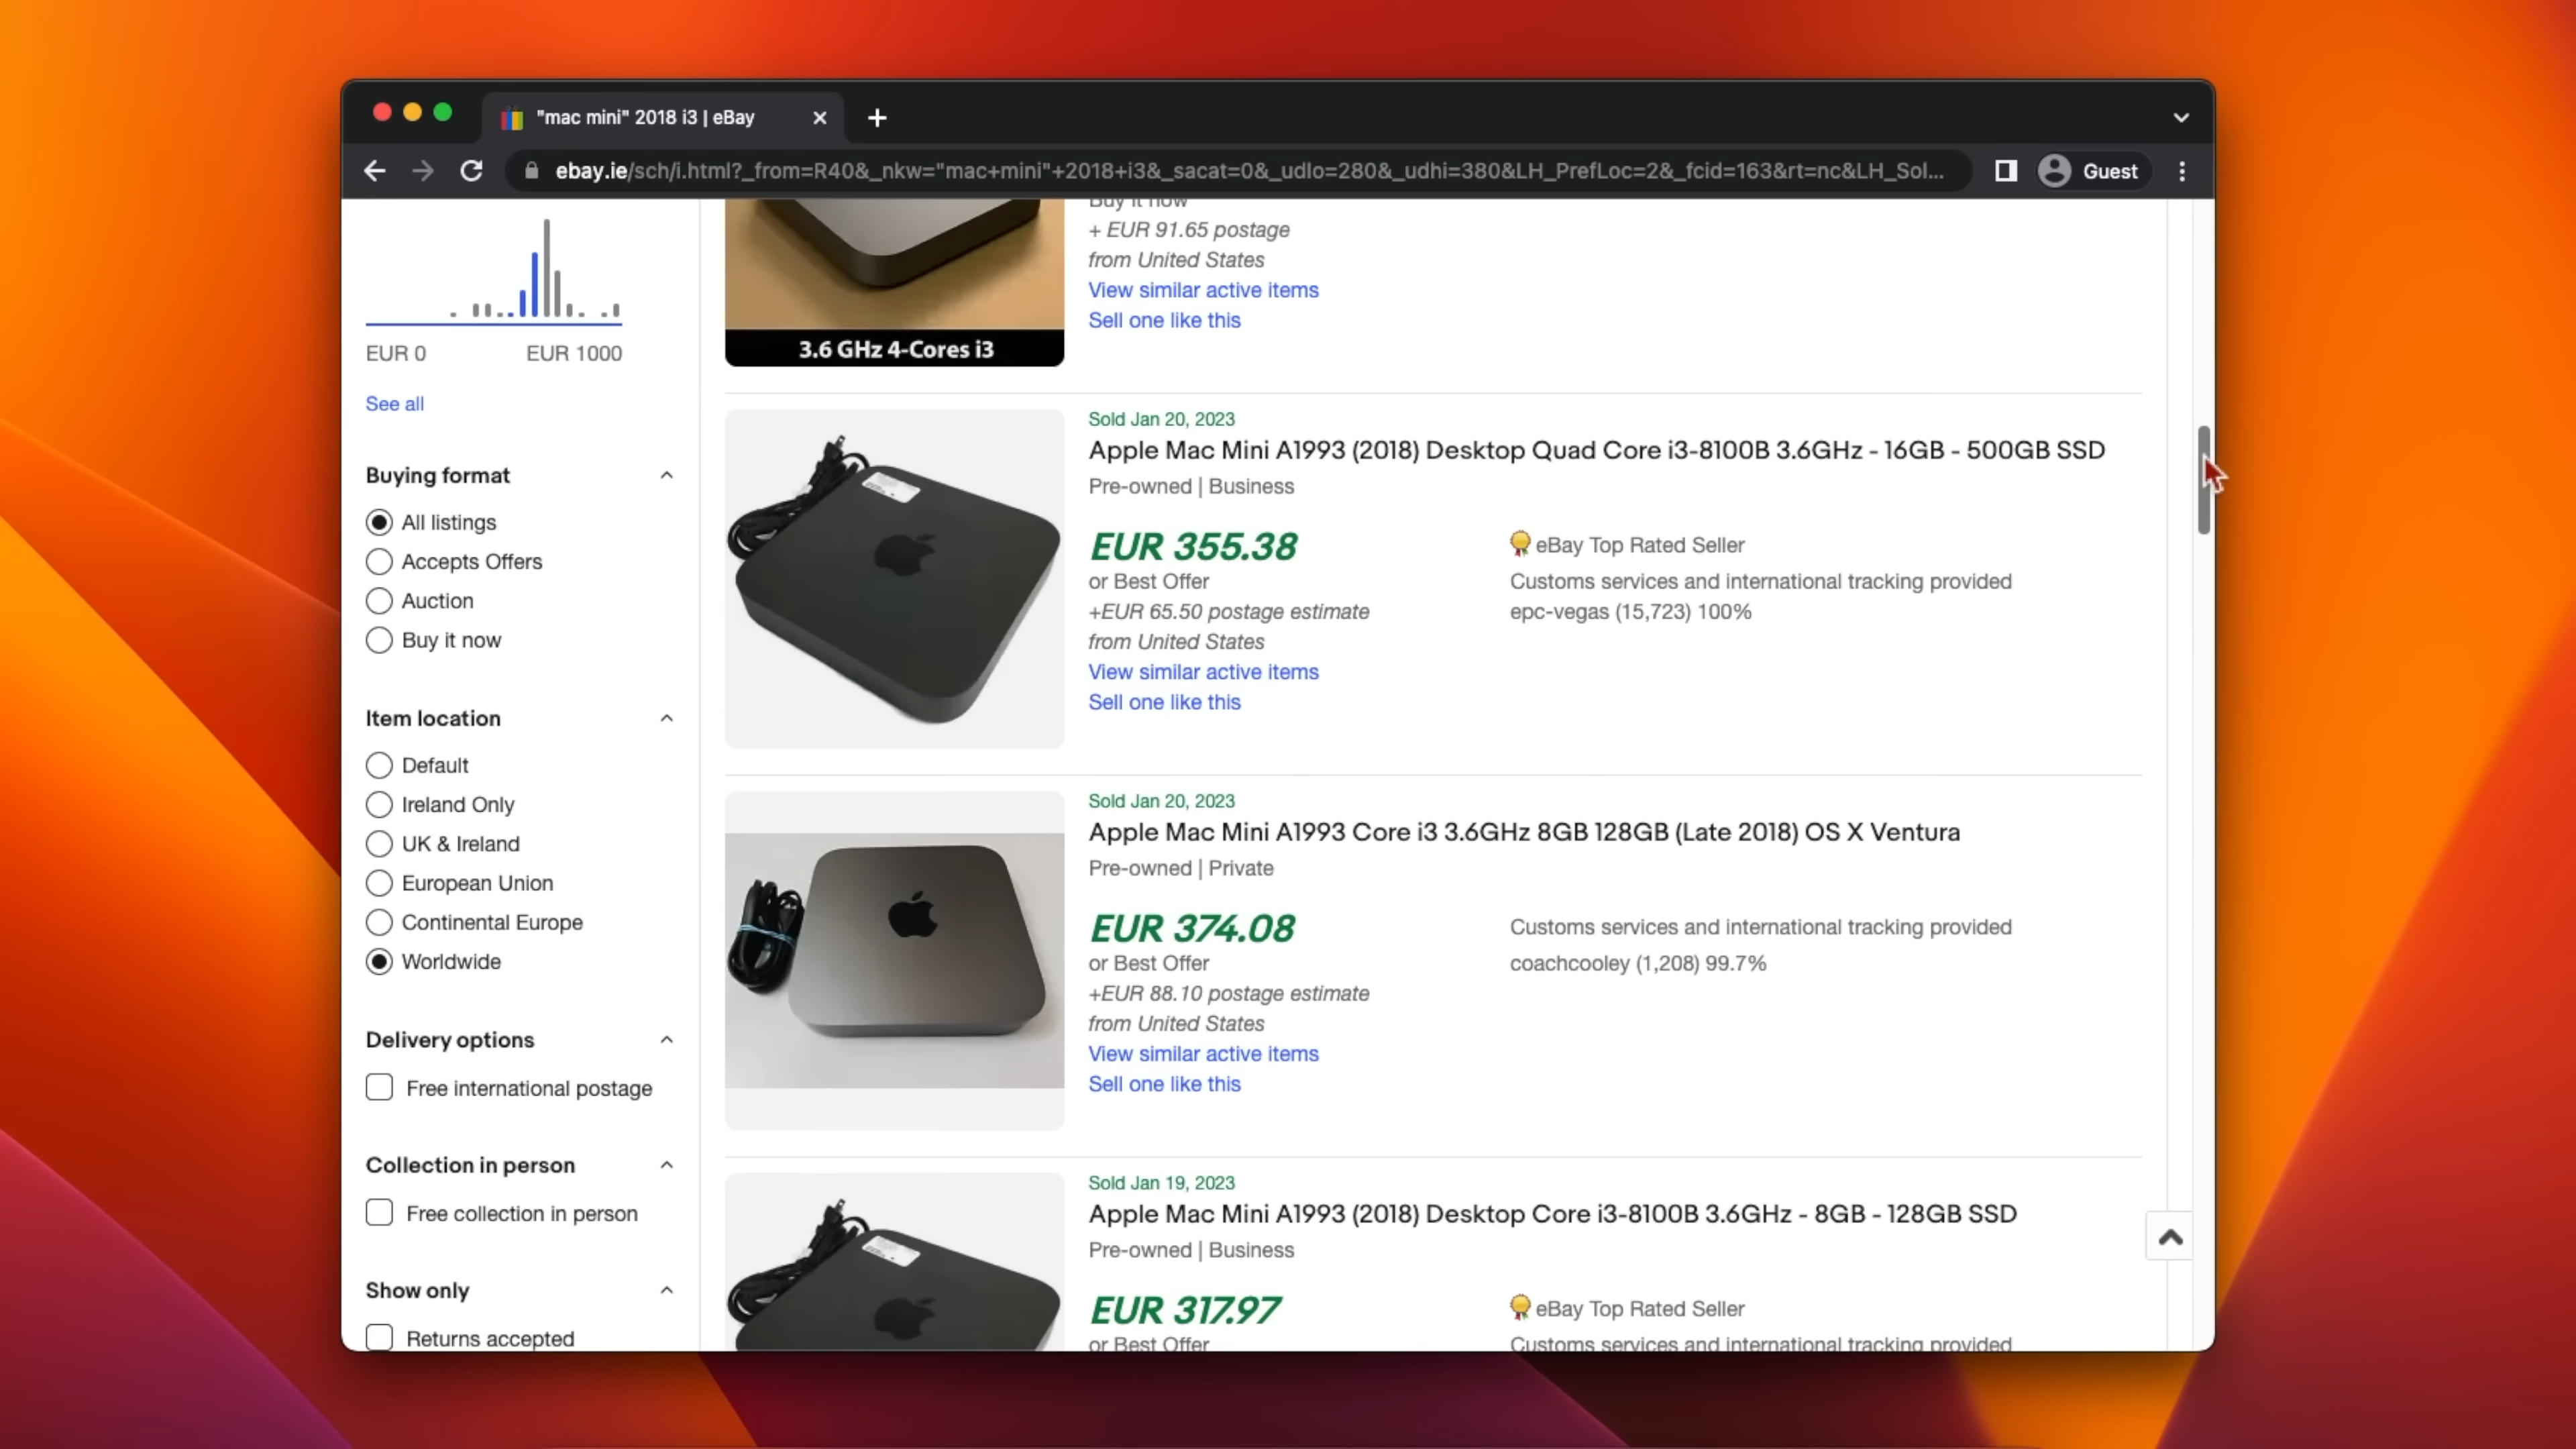 "mac mini" 2018 i3 | eBay
ebay.ie/sch/i.html?_from=R40&_nkw="mac+mini"+2018+i3&_sacat=0&_udlo=280&_udhi=380&LH_PrefLoc=2&_fcid=163&rt=nc&LH_Sol...
Guest
EUR 0
EUR 1000
See all
Buying format
All listings
Accepts Offers
Auction
Buy it now
Item location
Default
Ireland Only
UK & Ireland
European Union
Continental Europe
Worldwide
Delivery options
Free international postage
Collection in person
Free collection in person
Show only
Returns accepted
3.6 GHz 4-Cores i3
Buy it now
+ EUR 91.65 postage
from United States
View similar active items
Sell one like this
Sold Jan 20, 2023
Apple Mac Mini A1993 (2018) Desktop Quad Core i3-8100B 3.6GHz - 16GB - 500GB SSD
Pre-owned | Business
EUR 355.38
or Best Offer
+EUR 65.50 postage estimate
from United States
View similar active items
Sell one like this
eBay Top Rated Seller
Customs services and international tracking provided
epc-vegas (15,723) 100%
Sold Jan 20, 2023
Apple Mac Mini A1993 Core i3 3.6GHz 8GB 128GB (Late 2018) OS X Ventura
Pre-owned | Private
EUR 374.08
or Best Offer
+EUR 88.10 postage estimate
from United States
View similar active items
Sell one like this
Customs services and international tracking provided
coachcooley (1,208) 99.7%
Sold Jan 19, 2023
Apple Mac Mini A1993 (2018) Desktop Core i3-8100B 3.6GHz - 8GB - 128GB SSD
Pre-owned | Business
EUR 317.97
or Best Offer
eBay Top Rated Seller
Customs services and international tracking provided